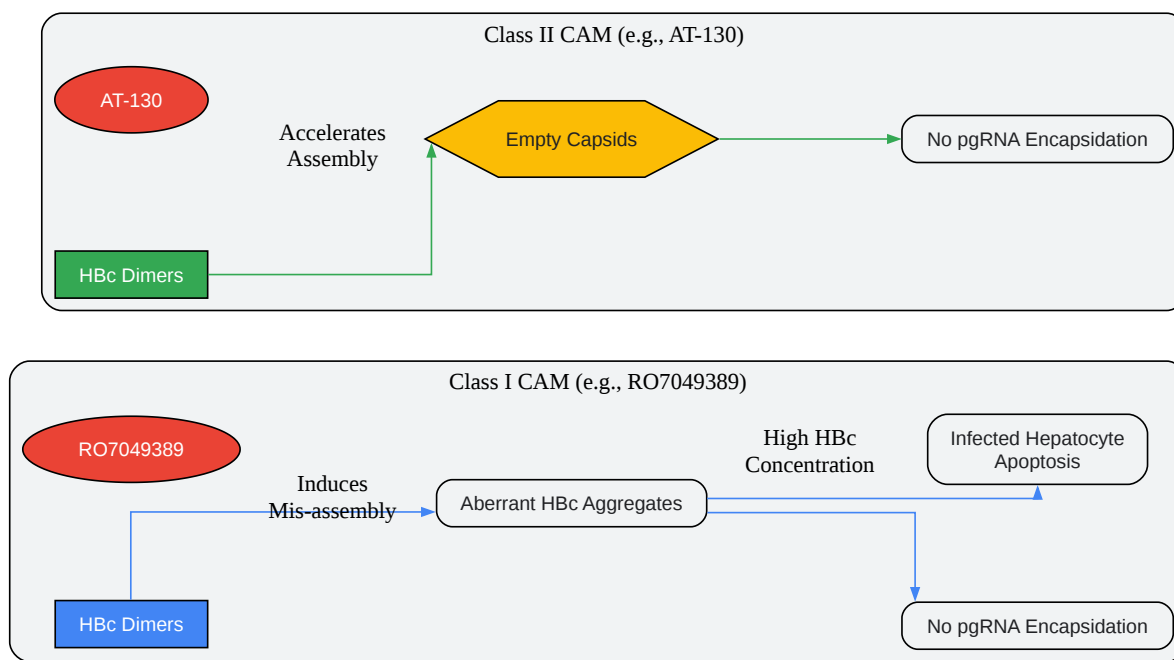 Class II CAM (e.g., AT-130)
AT-130
Accelerates
Assembly
Empty Capsids
No pgRNA Encapsidation
HBc Dimers
Class I CAM (e.g., RO7049389)
RO7049389
Induces
Mis-assembly
Aberrant HBc Aggregates
High HBc
Concentration
Infected Hepatocyte
Apoptosis
HBc Dimers
No pgRNA Encapsidation